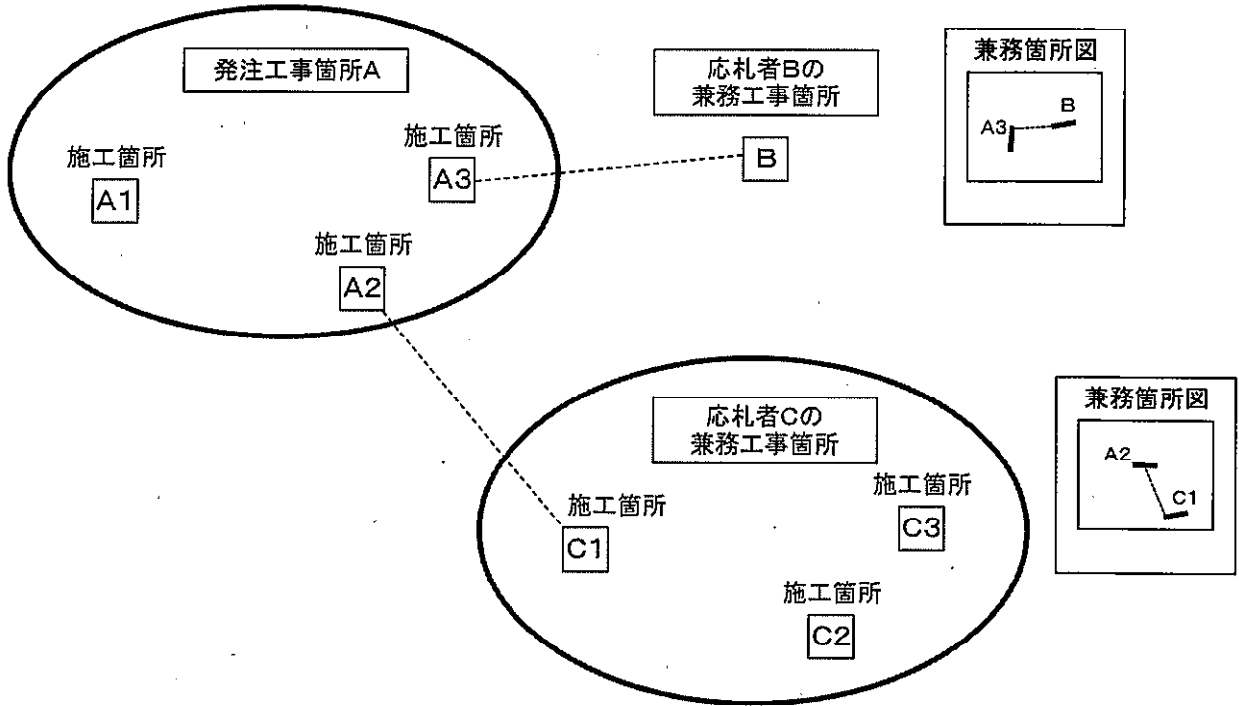 発注工事箇所A
施工箇所
A1
施工箇所
A3
施工箇所
A2
応札者Bの
兼務工事箇所
B
兼務箇所図
A3
B
応札者Cの
兼務工事箇所
施工箇所
C1
施工箇所
C3
施工箇所
C2
兼務箇所図
A2
C1